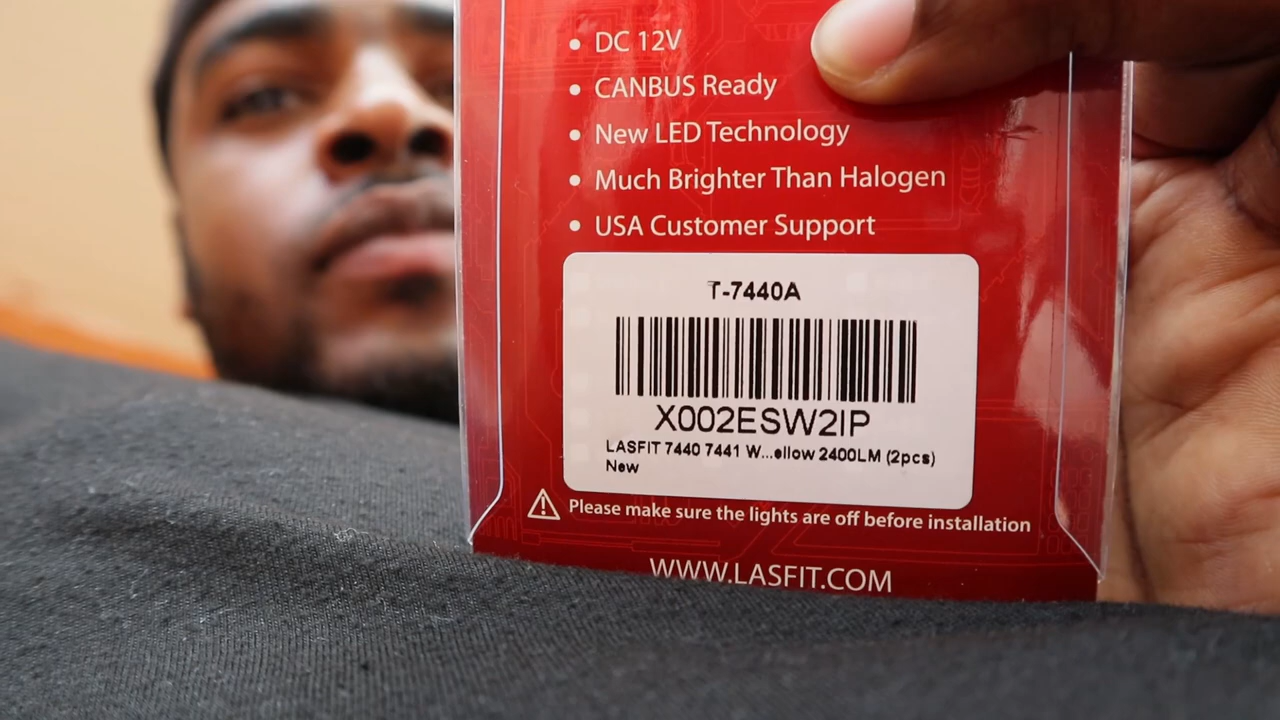 • DC 12V
• CANBUS Ready
• New LED Technology
• Much Brighter Than Halogen
• USA Customer Support
T-7440A
X002ESW2IP
LASFIT 7440 7441 W...ellow 2400LM (2pcs)
New
Please make sure the lights are off before installation
WWW.LASFIT.COM